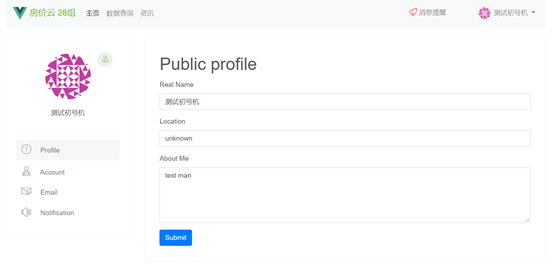 房价云 28组 主页 数据查询 资讯 消息提醒 测试初号机
测试初号机
Profile
Account
Email
Notification
Public profile
Real Name
测试初号机
Location
unknown
About Me
test man
Submit